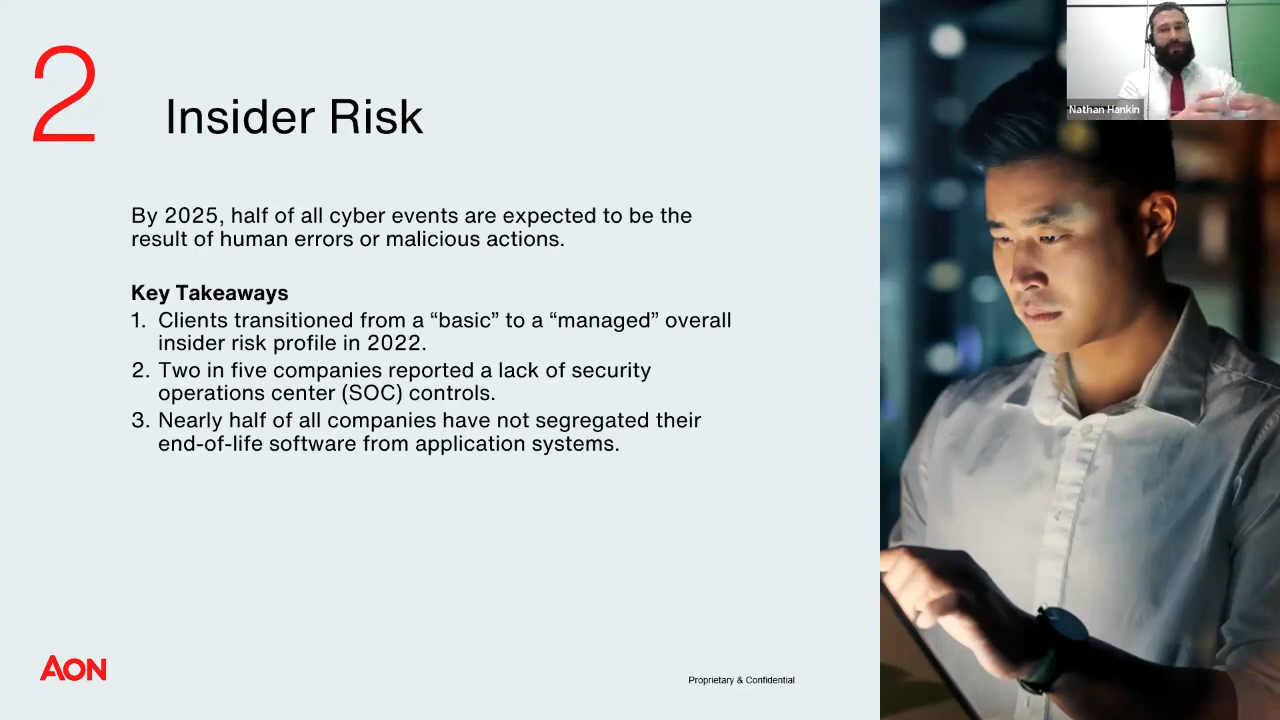 2
Insider Risk
Nathan Hankin
By 2025, half of all cyber events are expected to be the
result of human errors or malicious actions.
Key Takeaways
1. Clients transitioned from a “basic” to a “managed” overall
insider risk profile in 2022.
2. Two in five companies reported a lack of security
operations center (SOC) controls.
3. Nearly half of all companies have not segregated their
end-of-life software from application systems.
AON
Proprietary & Confidential